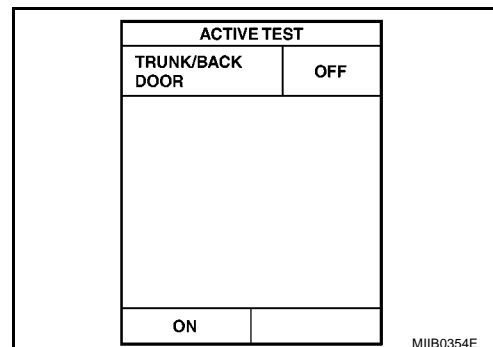 ACTIVE TEST
TRUNK/BACK
DOOR
OFF
ON
MIIB0354E